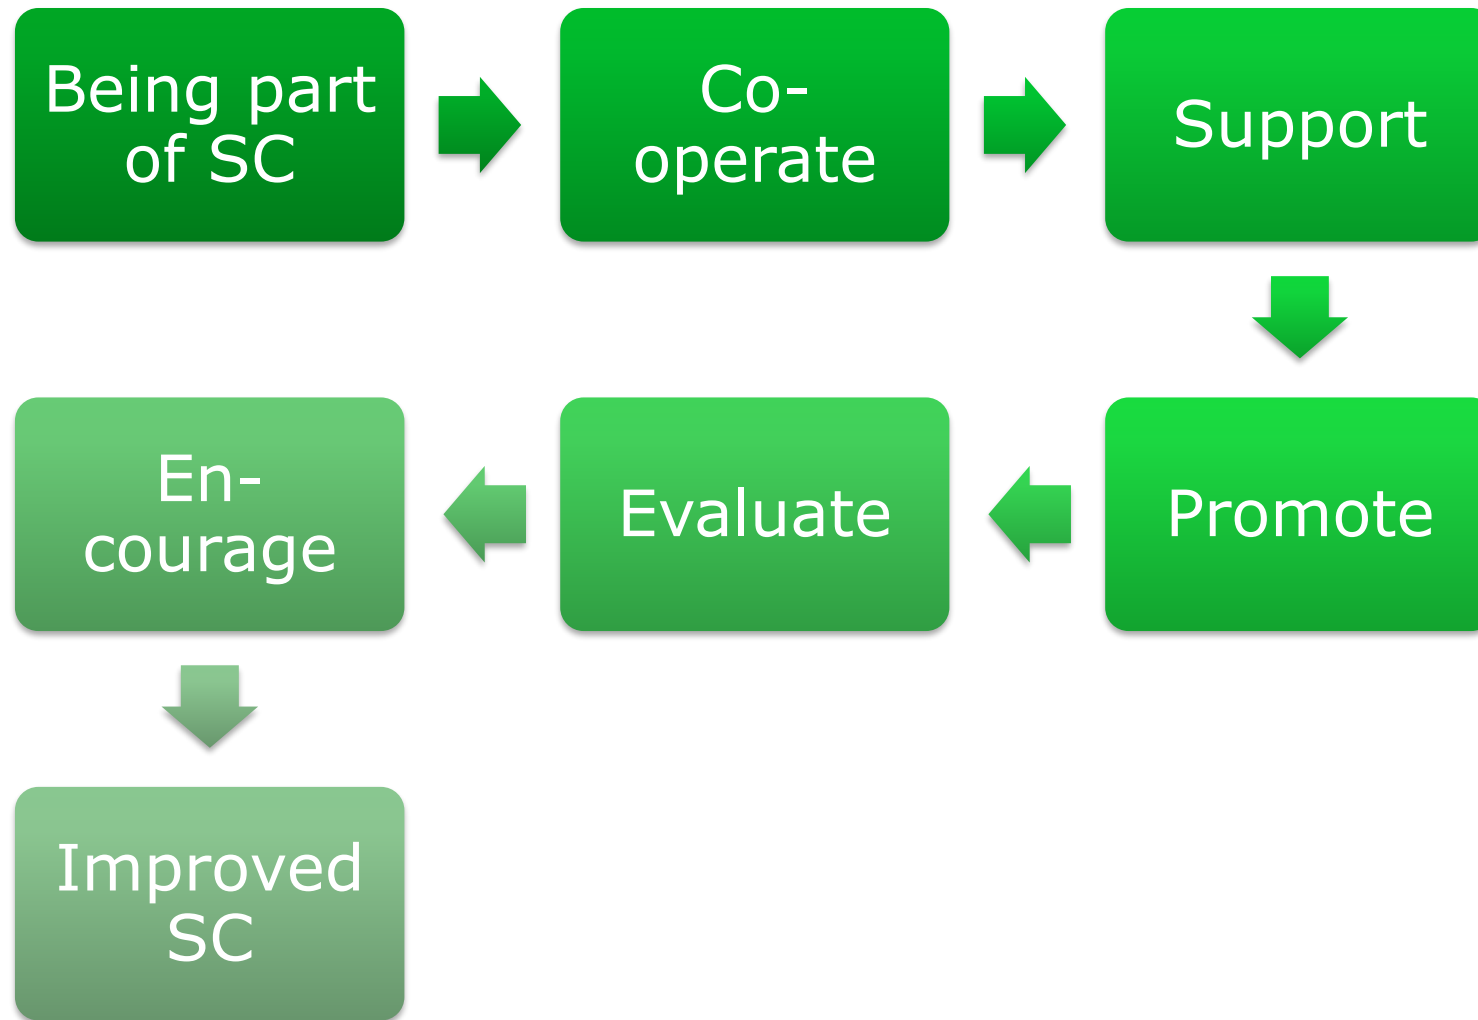 Being part
of SC
Co-
operate
Support
Promote
Evaluate
En-
courage
Improved
SC